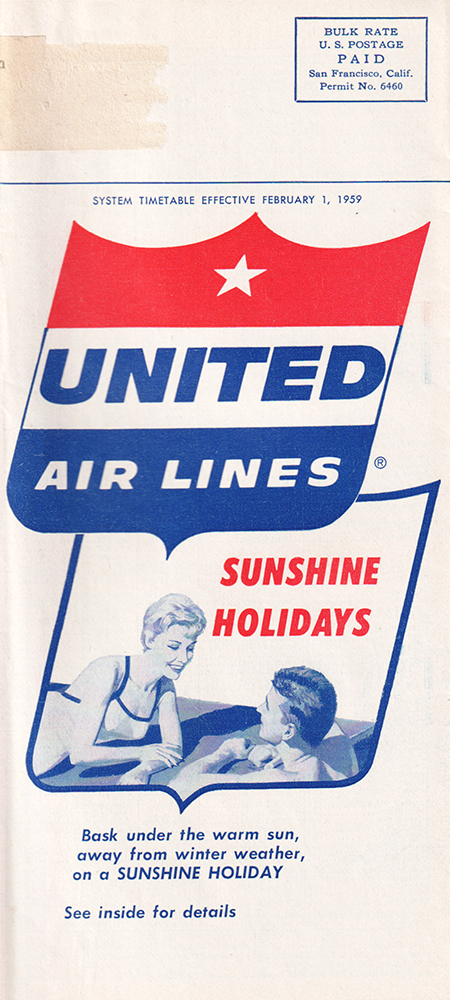 BULK RATE
U. S. POSTAGE
PAID
San Francisco, Calif.
Permit No. 6460
SYSTEM TIMETABLE EFFECTIVE FEBRUARY 1, 1959
UNITED
AIR LINES ®
SUNSHINE
HOLIDAYS
Bask under the warm sun,
away from winter weather,
on a SUNSHINE HOLIDAY
See inside for details